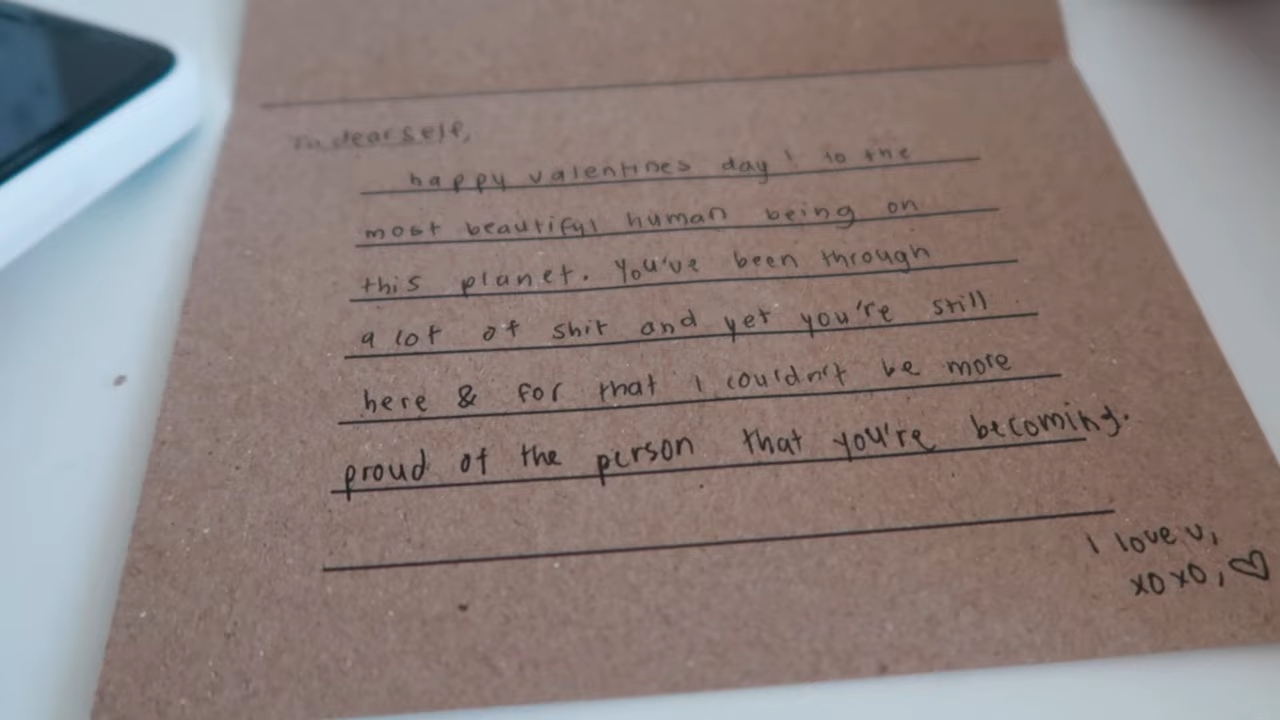 To dear self,
happy valentines day! to the
most beautiful human being on
this planet. You've been through
a lot of shit and yet you're still
here & for that I couldn't be more
proud of the person that you're becoming.
I love u,
xoxo, ♡